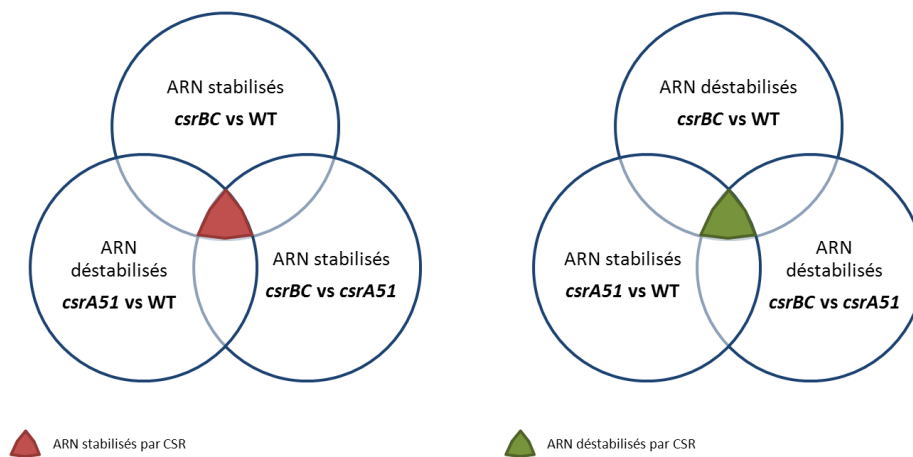 ARN stabilisés
csrBC vs WT
ARN
déstabilisés
csrA51 vs WT
ARN stabilisés
csrBC vs csrA51
ARN stabilisés par CSR
ARN déstabilisés
csrBC vs WT
ARN stabilisés
csrA51 vs WT
ARN
déstabilisés
csrBC vs csrA51
ARN déstabilisés par CSR